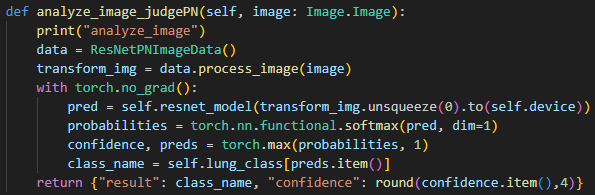 def analyze_image_judgePN(self, image: Image.Image):
    print("analyze_image")
    data = ResNetPNImageData()
    transform_img = data.process_image(image)
    with torch.no_grad():
        pred = self.resnet_model(transform_img.unsqueeze(0).to(self.device))
        probabilities = torch.nn.functional.softmax(pred, dim=1)
        confidence, preds = torch.max(probabilities, 1)
        class_name = self.lung_class[preds.item()]
    return {"result": class_name, "confidence": round(confidence.item(),4)}